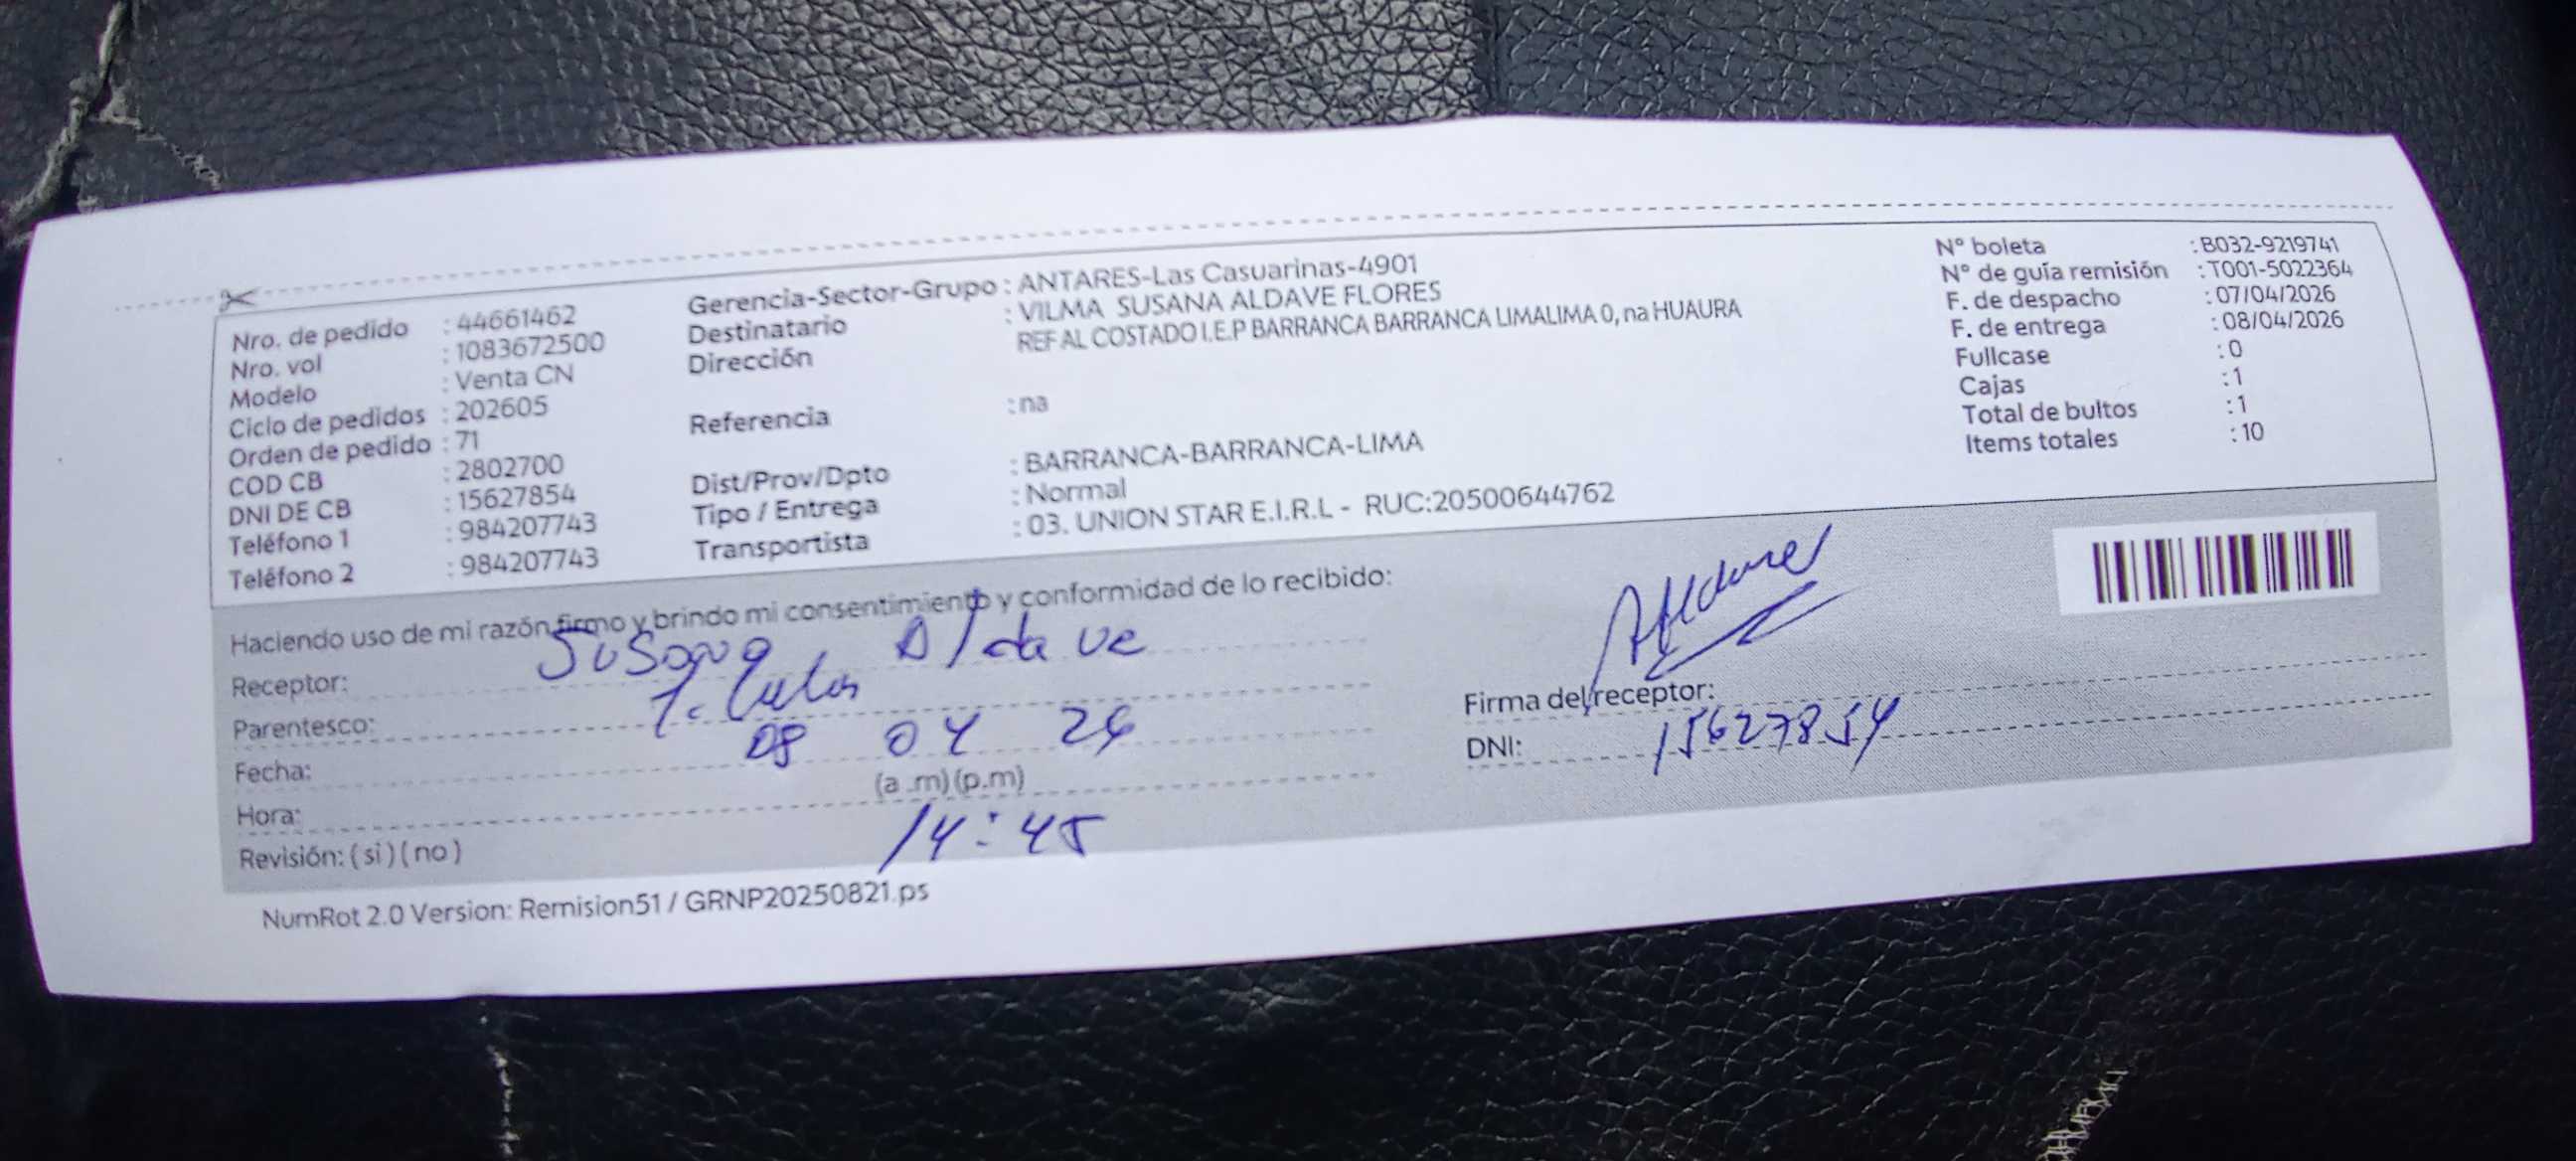 Nro. de pedido : 44661462
Nro. vol : 1083672500
Modelo : Venta CN
Ciclo de pedidos : 202605
Orden de pedido : 71
COD CB : 2802700
DNI DE CB : 15627854
Teléfono 1 : 984207743
Teléfono 2 : 984207743
Gerencia-Sector-Grupo : ANTARES-Las Casuarinas-4901
Destinatario : VILMA SUSANA ALDAVE FLORES
Dirección REF AL COSTADO I.E.P BARRANCA BARRANCA LIMALIMA 0, na HUAURA
Referencia : na
Dist/Prov/Dpto : BARRANCA-BARRANCA-LIMA
Tipo / Entrega : Normal
Transportista : 03. UNION STAR E.I.R.L - RUC:20500644762
N° boleta : B032-9219741
N° de guía remisión : T001-5022364
F. de despacho : 07/04/2026
F. de entrega : 08/04/2026
Fullcase : 0
Cajas : 1
Total de bultos : 1
Items totales : 10
Haciendo uso de mi razón firmo y brindo mi consentimiento y conformidad de lo recibido:
Receptor: Susana Aldave
Parentesco:
Fecha: 08 04 26
Hora: (a .m) (p.m)
14:45
Revisión: ( si ) ( no )
Firma del receptor:
DNI: 15627854
NumRot 2.0 Version: Remision51 / GRNP20250821.ps